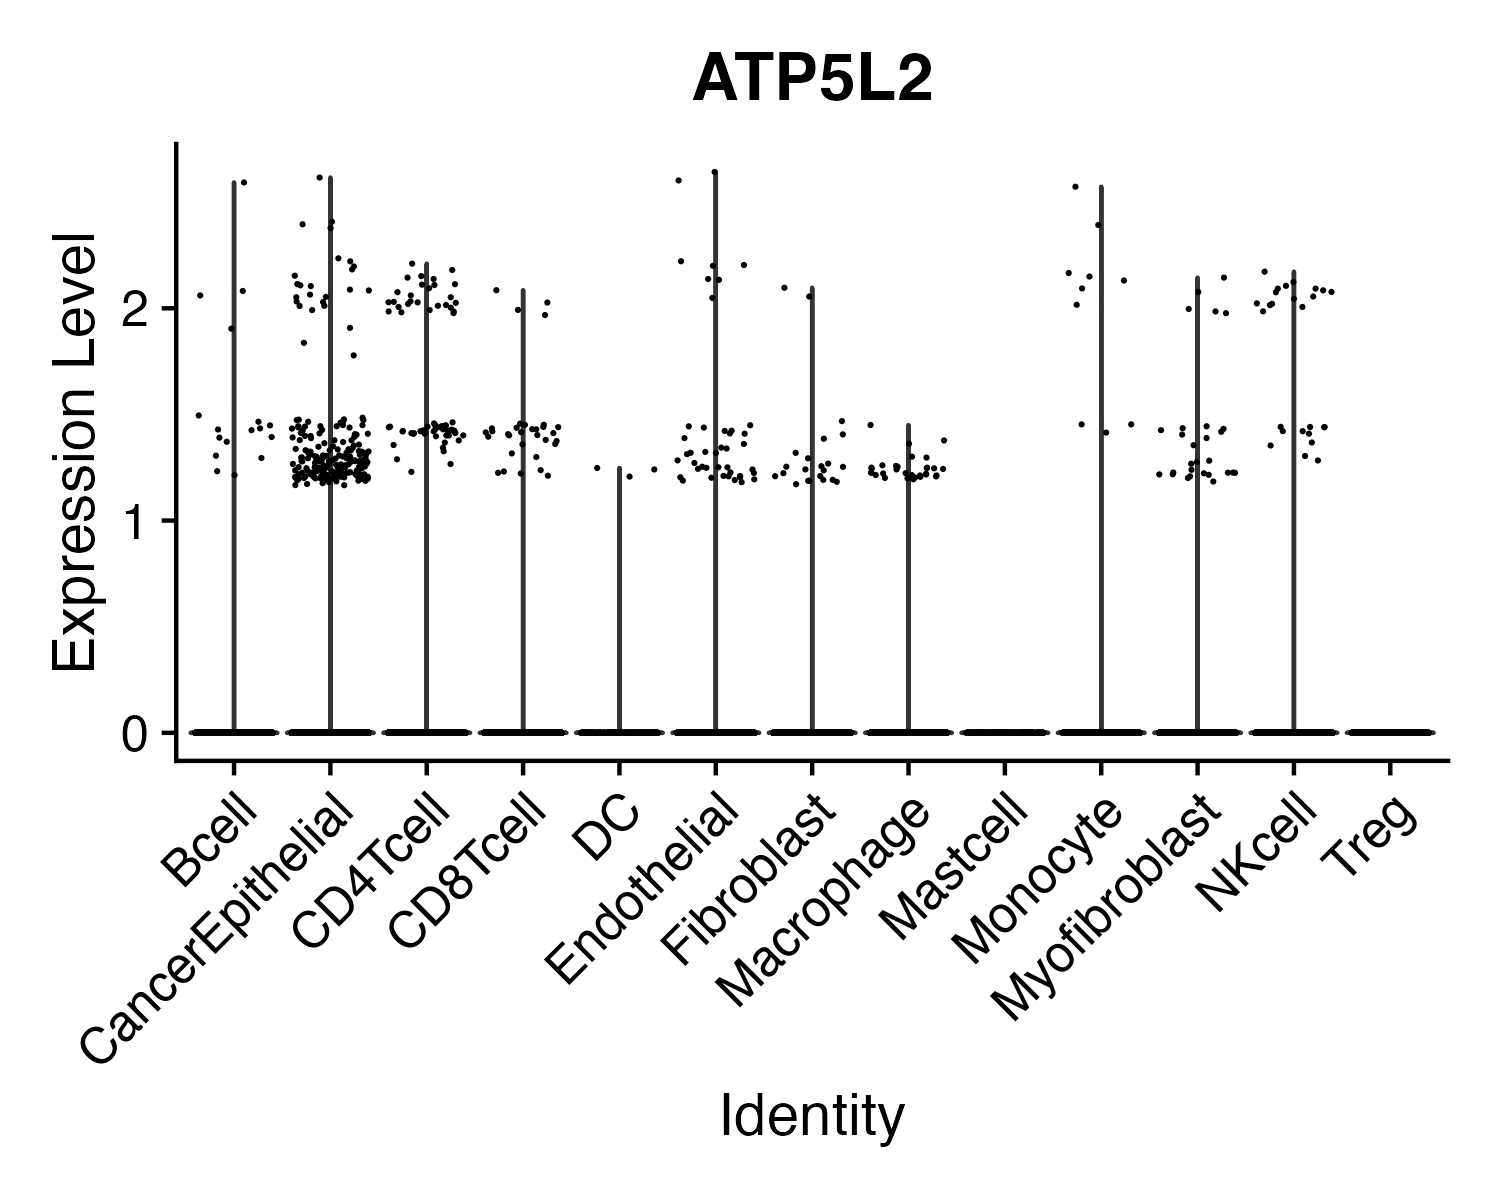 ATP5L2
Expression Level
2
1
0
Bcell
CancerEpithelial
CD4Tcell
CD8Tcell
DC
Endothelial
Fibroblast
Macrophage
Mastcell
Monocyte
Myofibroblast
NKcell
Treg
Identity